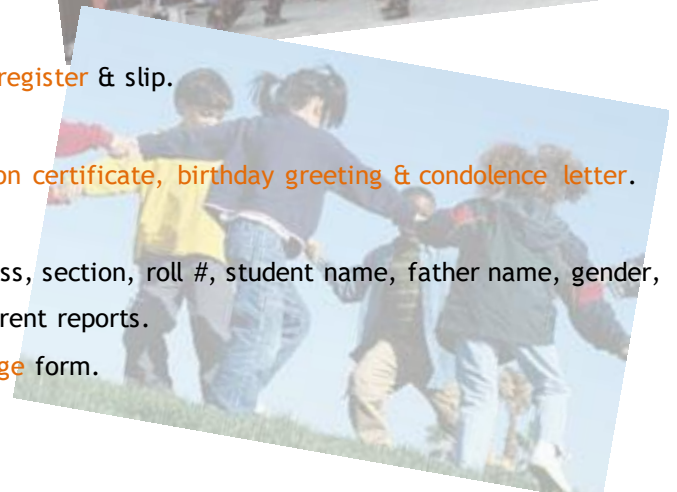 register & slip.
on certificate, birthday greeting & condolence letter.
ss, section, roll #, student name, father name, gender,
rent reports.
ge form.